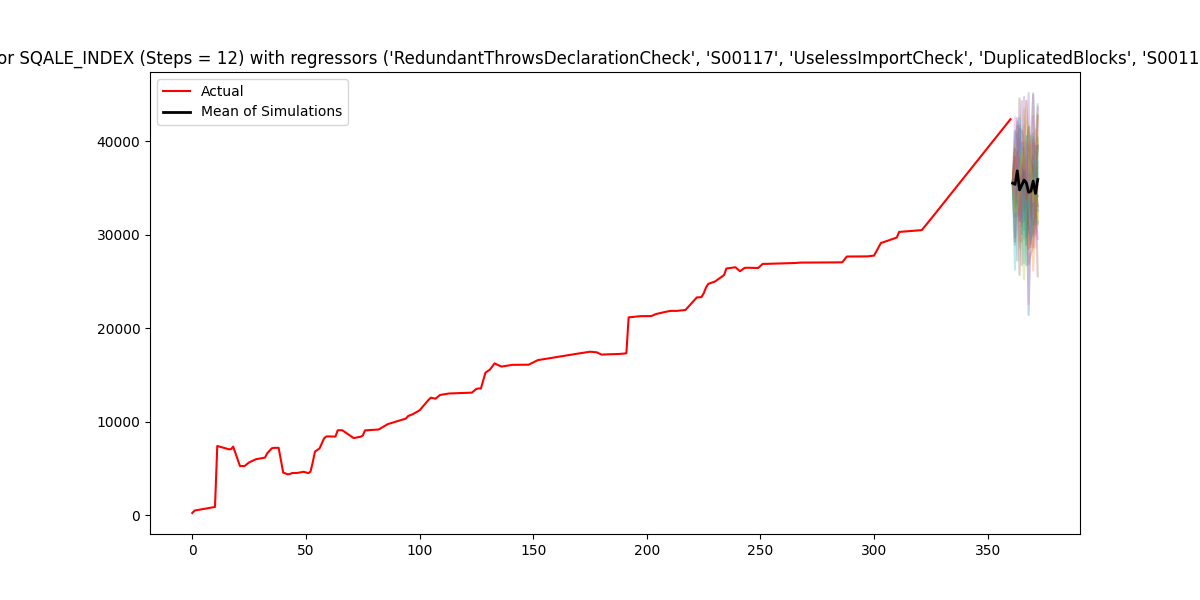 or SQALE_INDEX (Steps = 12) with regressors ('RedundantThrowsDeclarationCheck', 'S00117', 'UselessImportCheck', 'DuplicatedBlocks', 'S0011
Actual
Mean of Simulations
40000
30000
20000
10000
0
0 50 100 150 200 250 300 350